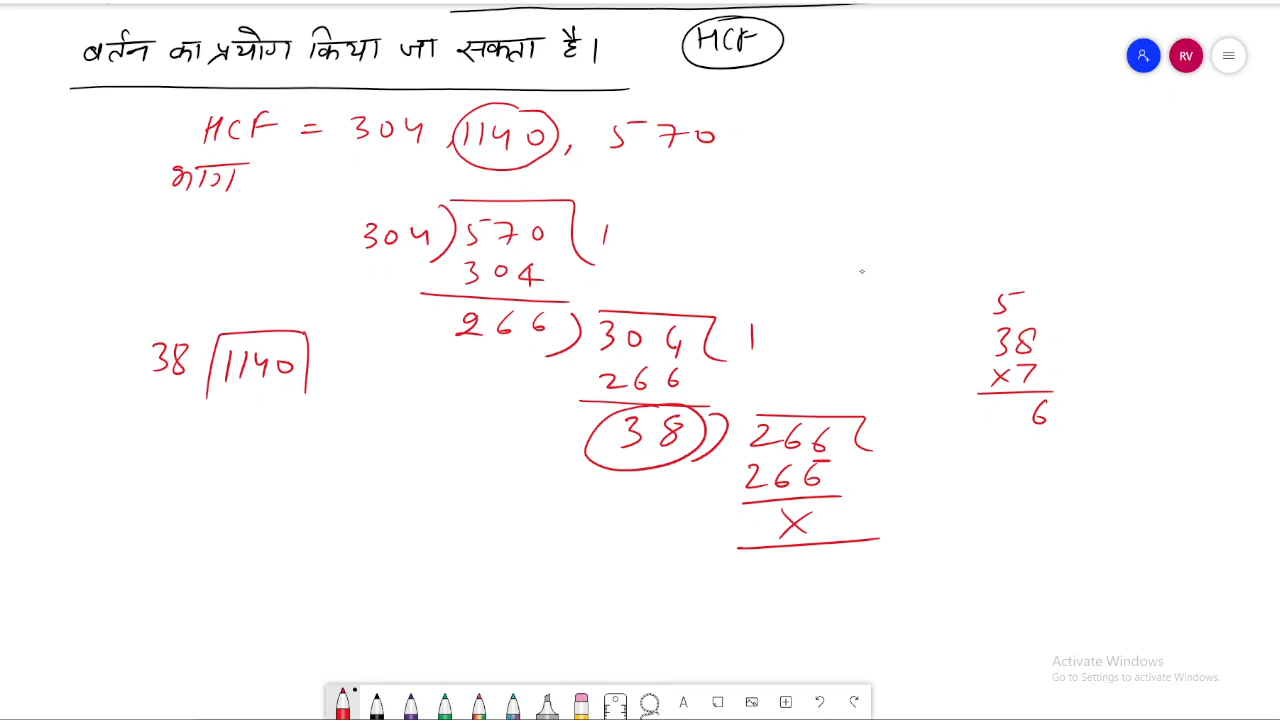 बर्तन का प्रयोग किया जा सकता है। HCF
HCF = 304, 1140, 570
भाग
304 ) 570 ( 1
304
266 ) 304 ( 1
266
38 ) 266 (
266
×
38 1140
5
38
×7
6
RV
A
Activate Windows
Go to Settings to activate Windows.